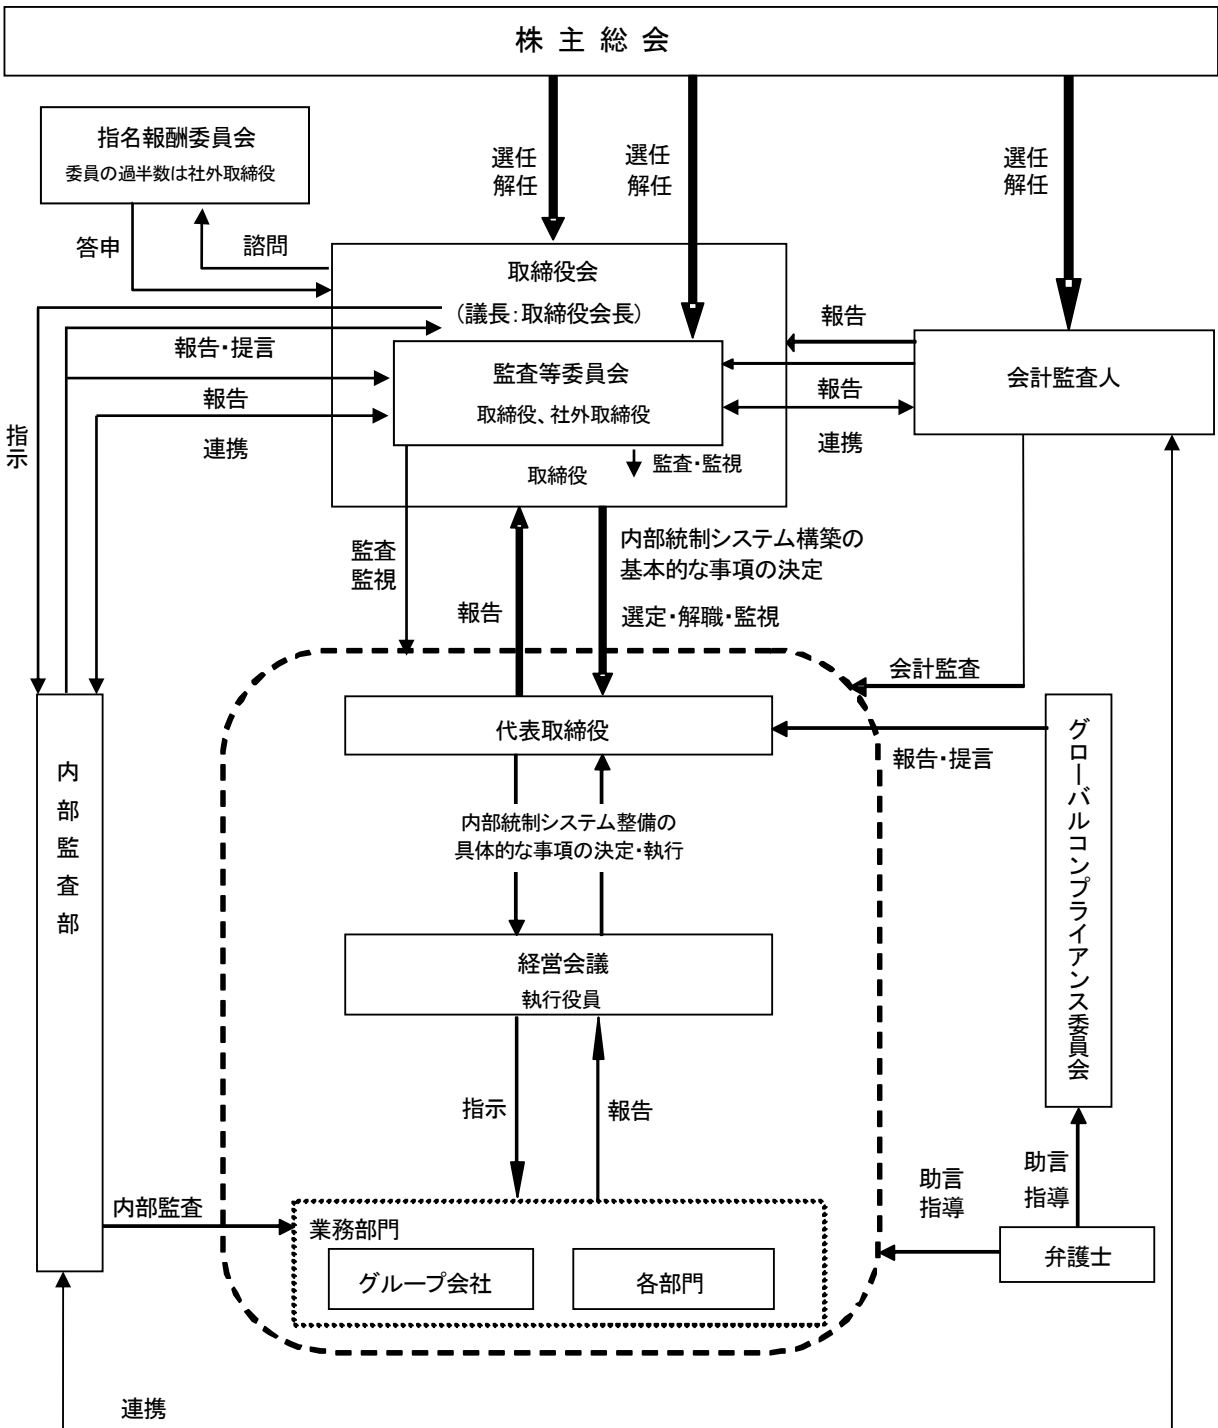 株 主 総 会
指名報酬委員会
委員の過半数は社外取締役
選任
解任
選任
解任
選任
解任
答申
諮問
取締役会
(議長:取締役会長)
報告・提言
報告
監査等委員会
取締役、社外取締役
報告
会計監査人
報告
指示
連携
連携
取締役
監査・監視
監査
監視
報告
内部統制システム構築の
基本的な事項の決定
選定・解職・監視
会計監査
代表取締役
報告・提言
内部監査部
グローバルコンプライアンス委員会
内部統制システム整備の
具体的な事項の決定・執行
経営会議
執行役員
指示
報告
助言
指導
助言
指導
内部監査
業務部門
グループ会社
各部門
弁護士
連携